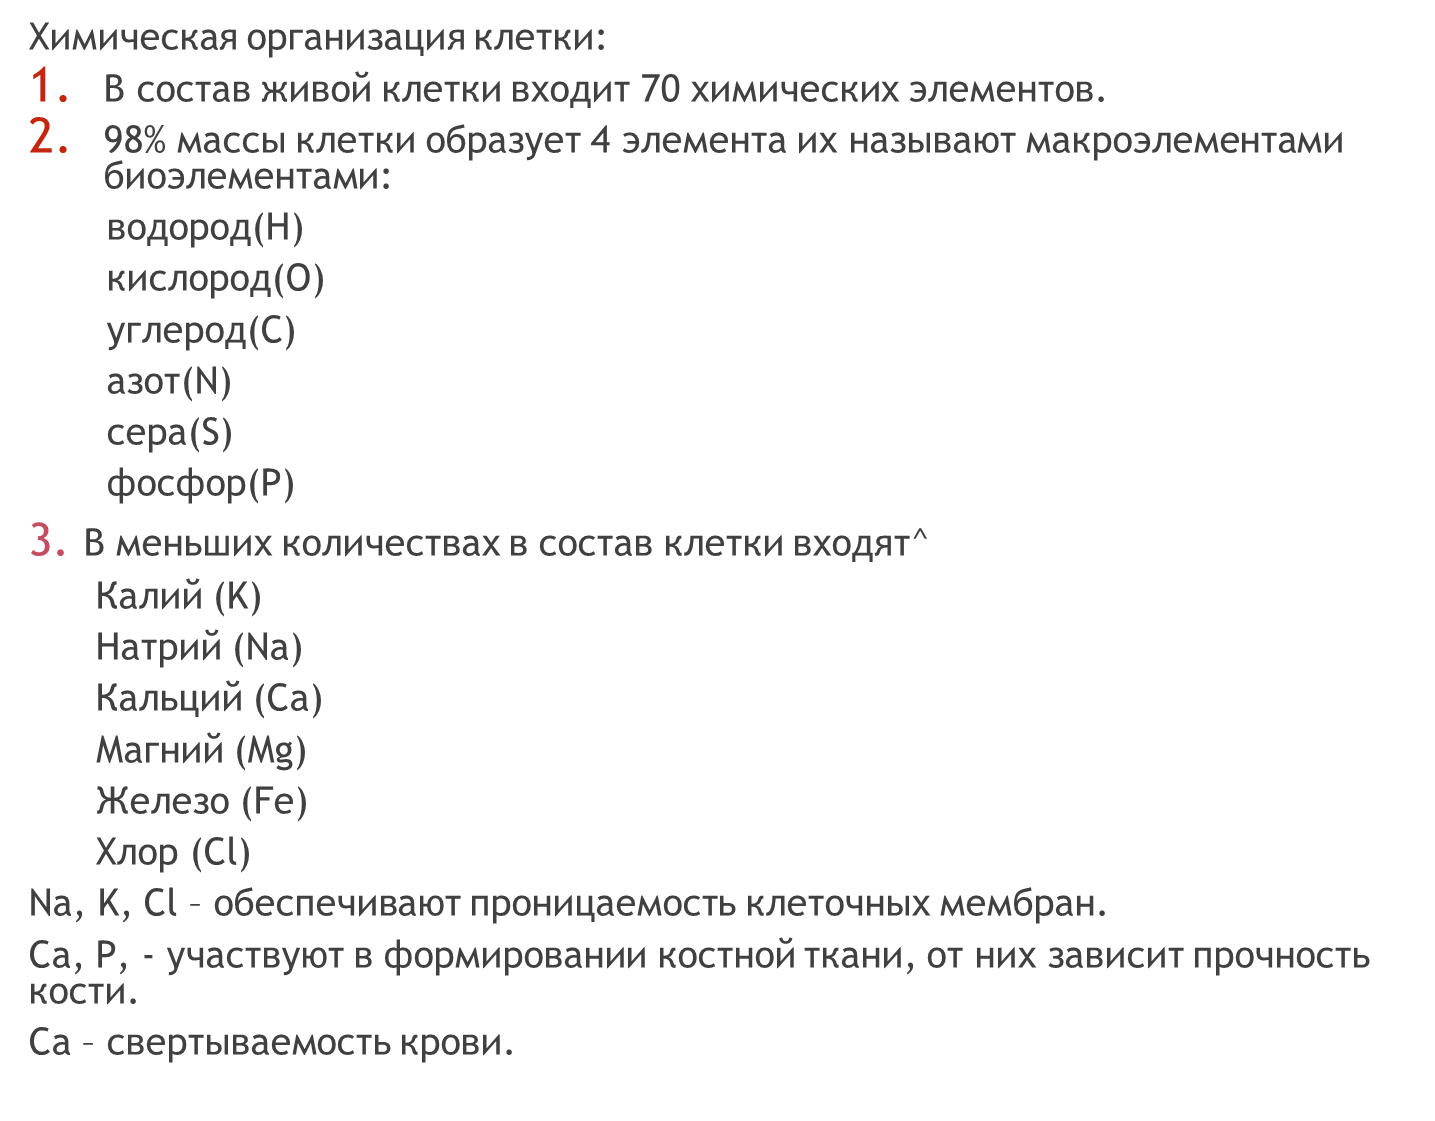 Химическая организация клетки:
1. В состав живой клетки входит 70 химических элементов.
2. 98% массы клетки образует 4 элемента их называют макроэлементами
биоэлементами:
водород(Н)
кислород(О)
углерод(С)
азот(N)
сера(S)
фосфор(Р)
3. В меньших количествах в состав клетки входят^
Калий (K)
Натрий (Na)
Кальций (Ca)
Магний (Mg)
Железо (Fe)
Хлор (Cl)
Na, K, Cl – обеспечивают проницаемость клеточных мембран.
Ca, P, - участвуют в формировании костной ткани, от них зависит прочность
кости.
Ca – свертываемость крови.